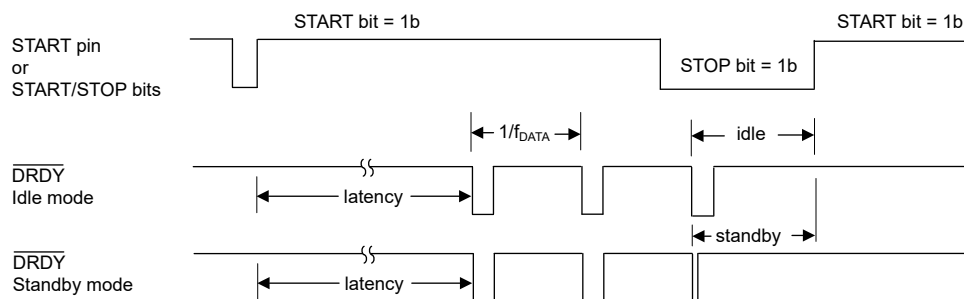 START bit = 1b
START bit = 1b
START pin
or
START/STOP bits
STOP bit = 1b
1/fDATA
idle
DRDY
Idle mode
latency
standby
DRDY
Standby mode
latency